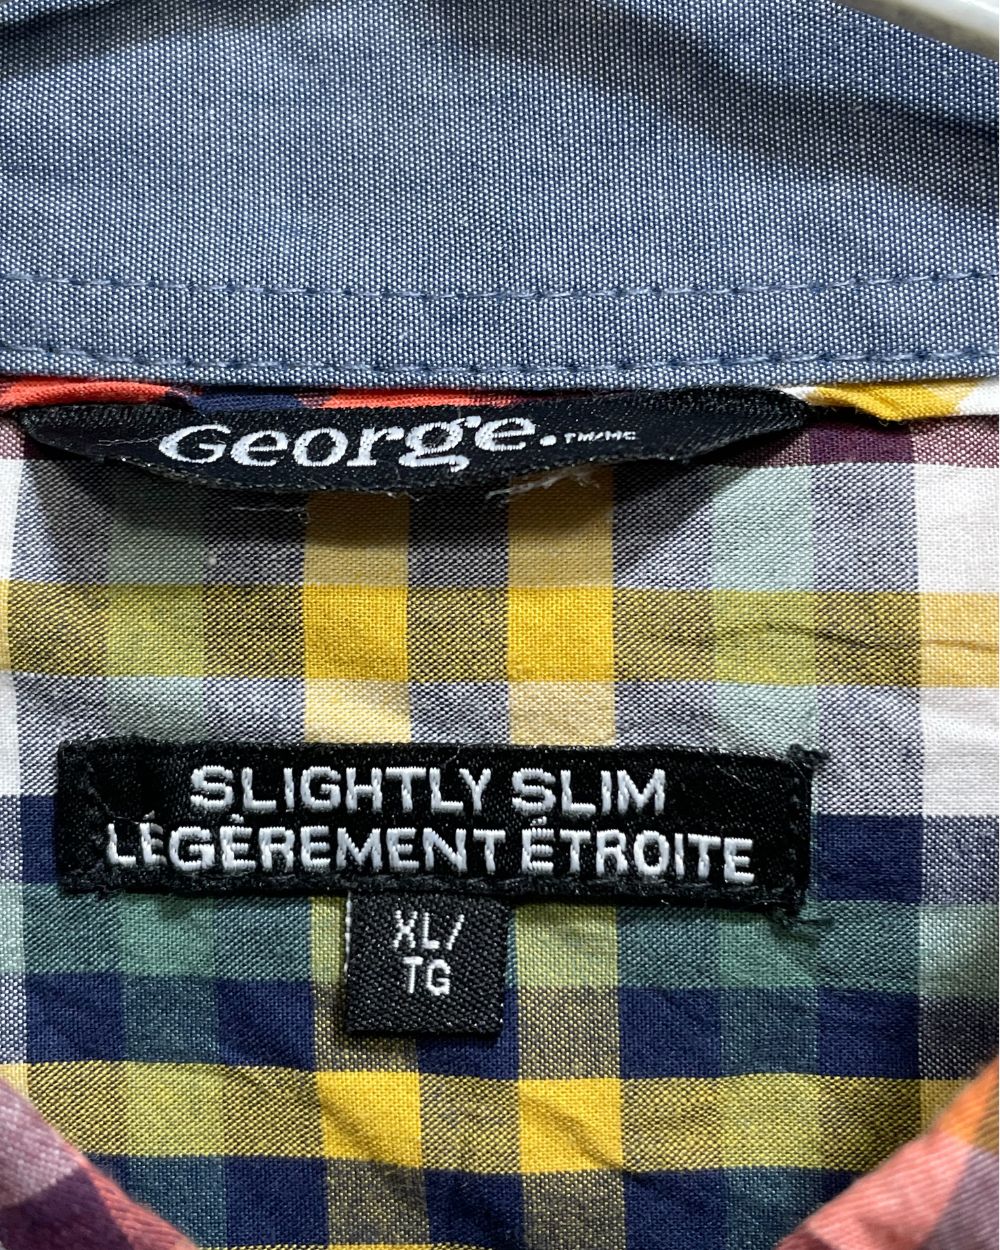 George.™/MC
SLIGHTLY SLIM
LÉGÈREMENT ÉTROITE
XL/
TG